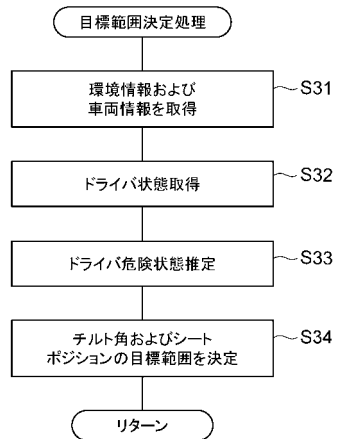 目標範囲決定処理
環境情報および
車両情報を取得
S31
ドライバ状態取得
S32
ドライバ危険状態推定
S33
チルト角およびシート
ポジションの目標範囲を決定
S34
リターン